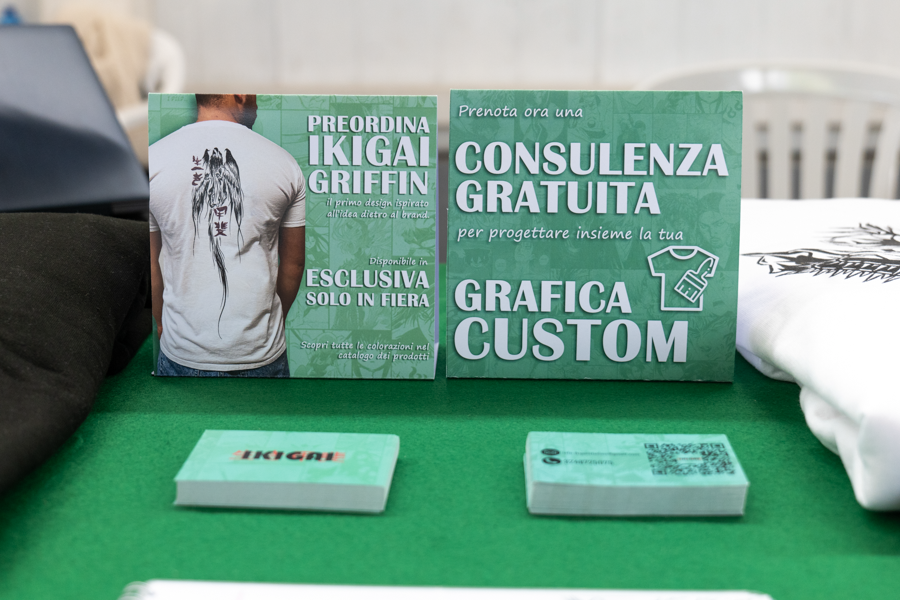 PREORDINA
IKIGAI
GRIFFIN
il primo design ispirato
all'idea dietro al brand.
Disponibile in
ESCLUSIVA
SOLO IN FIERA
Scopri tutte le colorazioni nel
catalogo dei prodotti
Prenota ora una
CONSULENZA
GRATUITA
per progettare insieme la tua
GRAFICA
CUSTOM
IKIGAI